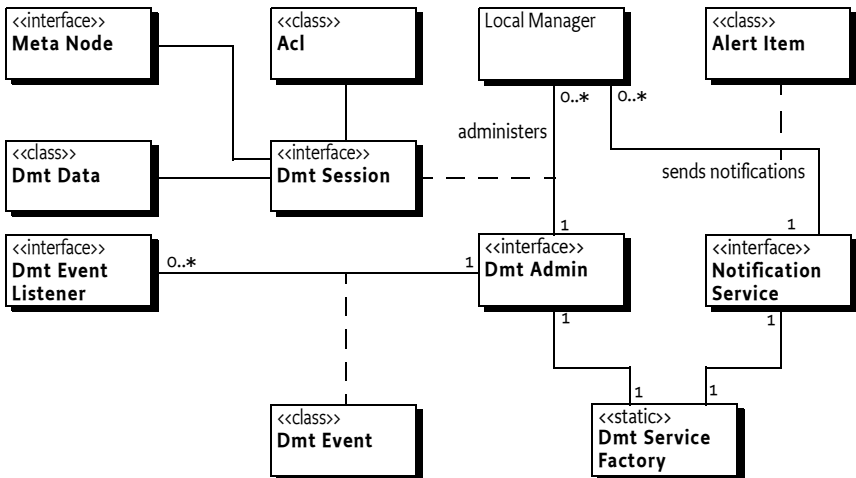 <<interface>>
Meta Node
<<class>>
Acl
Local Manager
<<class>>
Alert Item
0..*
0..*
administers
<<class>>
Dmt Data
<<interface>>
Dmt Session
sends notifications
1
1
<<interface>>
Dmt Event
Listener
0..*
1
<<interface>>
Dmt Admin
<<interface>>
Notification
Service
1
1
1
1
<<class>>
Dmt Event
<<static>>
Dmt Service
Factory